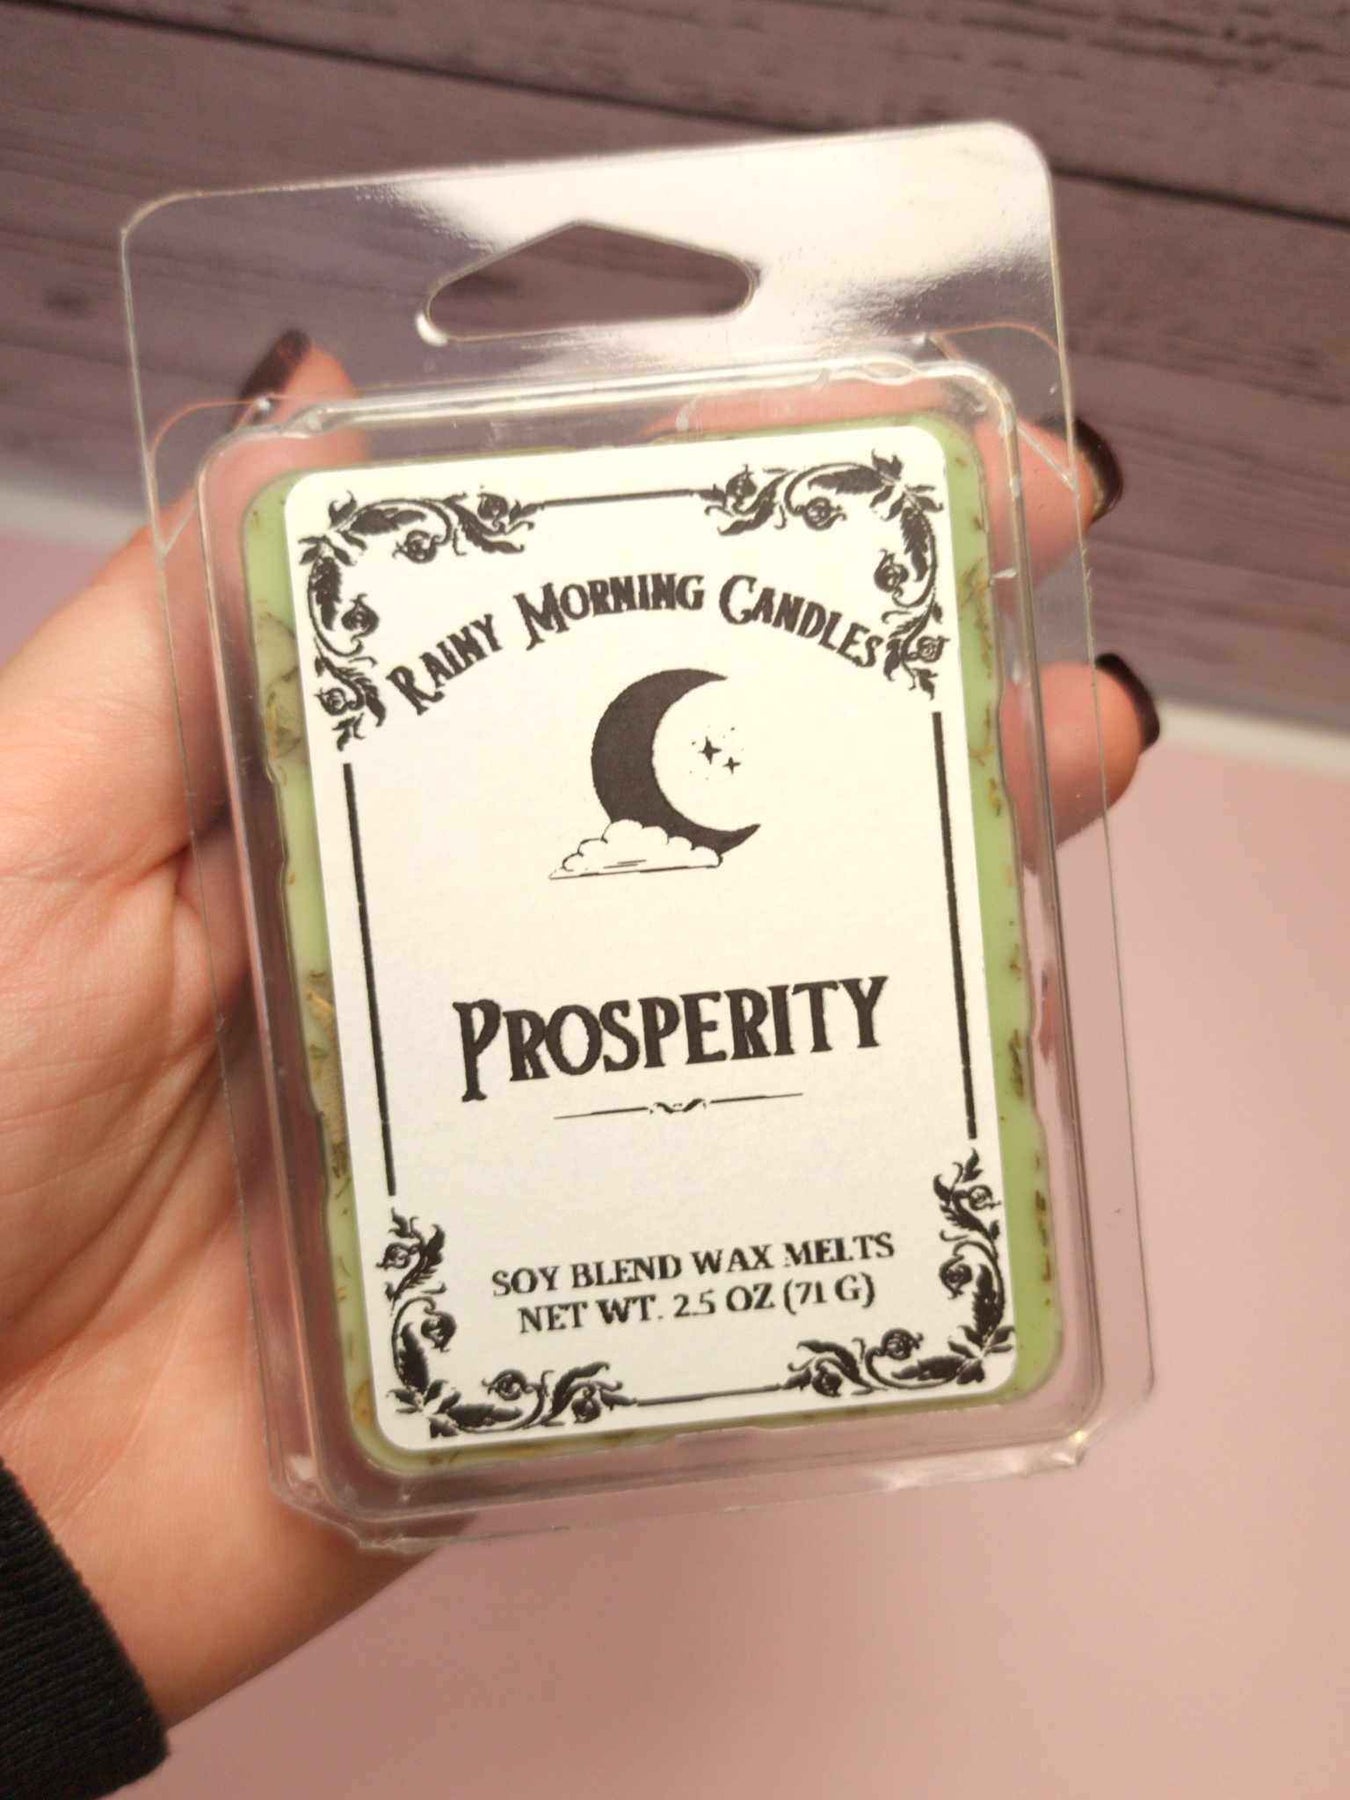 RAINY MORNING CANDLES
PROSPERITY
SOY BLEND WAX MELTS
NET WT. 2.5 OZ (71 G)